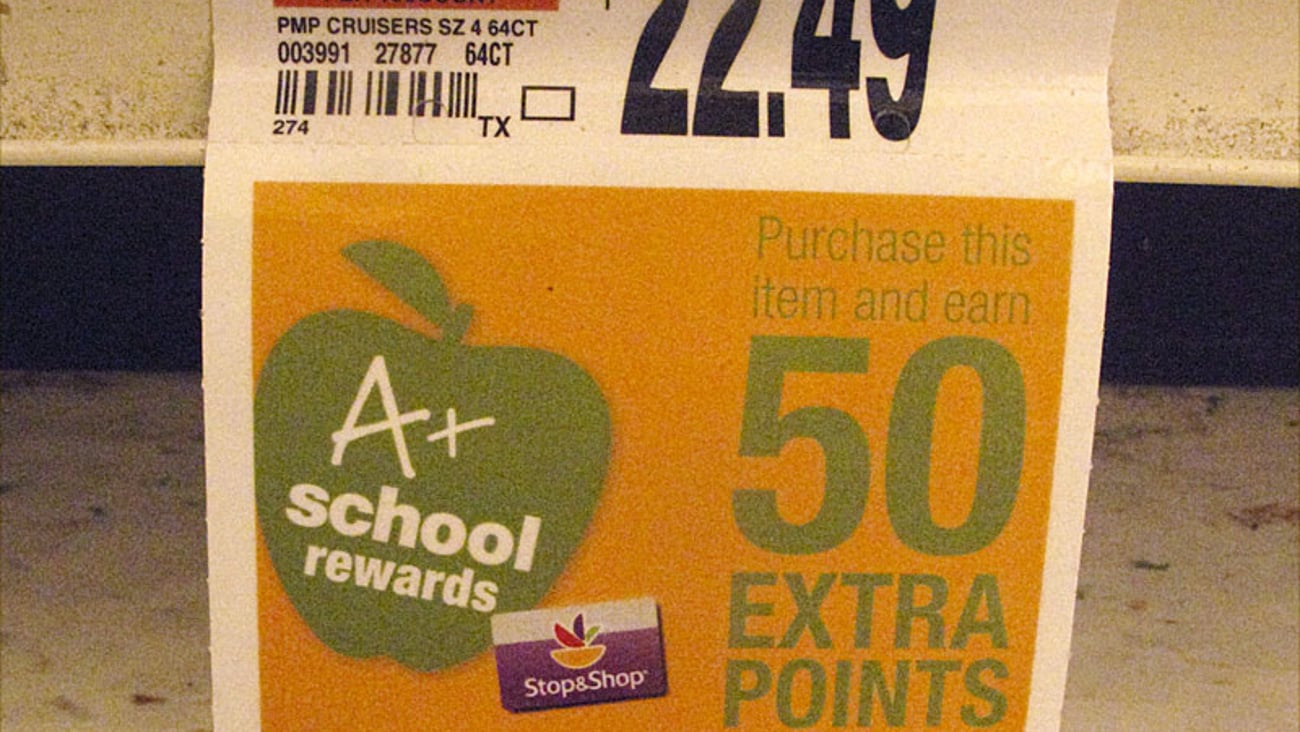 PMP CRUISERS SZ 4 64CT
003991 27877 64CT
22.49
274
TX
Purchase this
item and earn
50
EXTRA
POINTS
A+
school
rewards
Stop&Shop